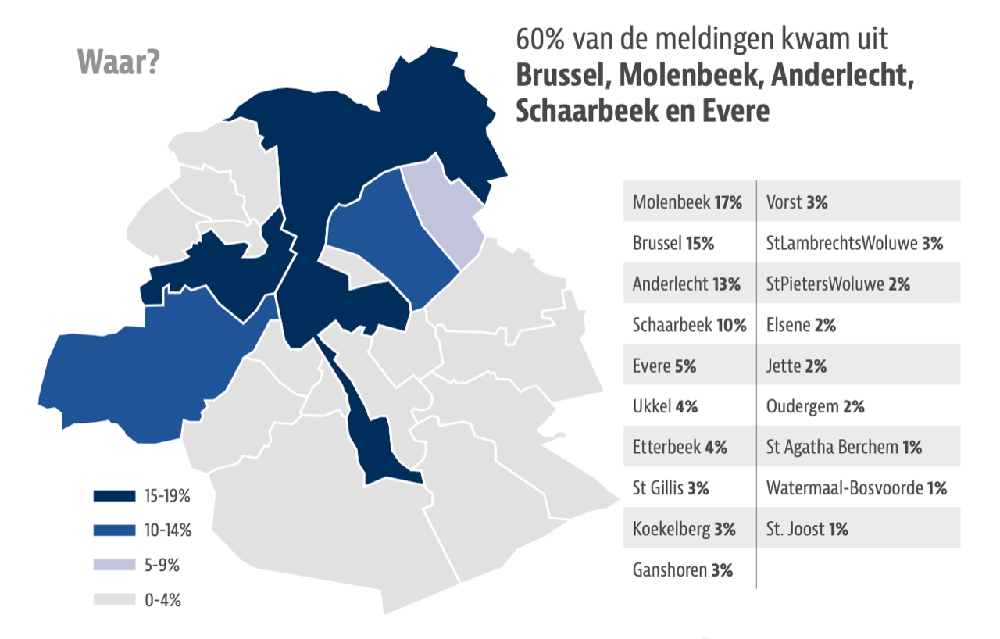 Waar?
60% van de meldingen kwam uit
Brussel, Molenbeek, Anderlecht,
Schaarbeek en Evere
Molenbeek 17%
Vorst 3%
Brussel 15%
StLambrechtsWoluwe 3%
Anderlecht 13%
StPietersWoluwe 2%
Schaarbeek 10%
Elsene 2%
Evere 5%
Jette 2%
Ukkel 4%
Oudergem 2%
Etterbeek 4%
St Agatha Berchem 1%
St Gillis 3%
Watermaal-Bosvoorde 1%
Koekelberg 3%
St. Joost 1%
Ganshoren 3%
15-19%
10-14%
5-9%
0-4%